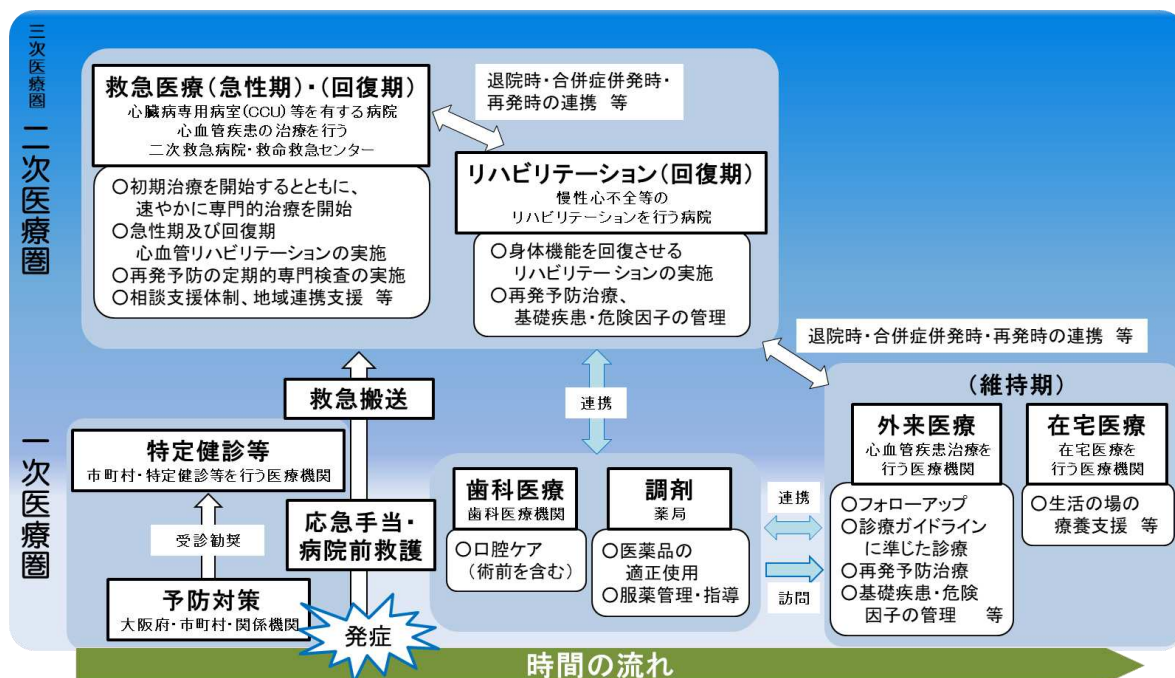 三次医療圏
二次医療圏
救急医療(急性期)・(回復期)
心臓病専用病室(CCU)等を有する病院
心血管疾患の治療を行う
二次救急病院・救命救急センター
○初期治療を開始するとともに、
速やかに専門的治療を開始
○急性期及び回復期
心血管リハビリテーションの実施
○再発予防の定期的専門検査の実施
○相談支援体制、地域連携支援 等
退院時・合併症併発時・
再発時の連携 等
リハビリテーション(回復期)
慢性心不全等の
リハビリテーションを行う病院
○身体機能を回復させる
リハビリテーションの実施
○再発予防治療、
基礎疾患・危険因子の管理
退院時・合併症併発時・再発時の連携 等
一次医療圏
救急搬送
連携
特定健診等
市町村・特定健診等を行う医療機関
受診勧奨
応急手当・
病院前救護
予防対策
大阪府・市町村・関係機関
発症
歯科医療
歯科医療機関
○口腔ケア
(術前を含む)
調剤
薬局
○医薬品の
適正使用
○服薬管理・指導
連携
訪問
(維持期)
外来医療
心血管疾患治療を
行う医療機関
○フォローアップ
○診療ガイドライン
に準じた診療
○再発予防治療
○基礎疾患・危険
因子の管理 等
在宅医療
在宅医療を
行う医療機関
○生活の場の
療養支援 等
時間の流れ